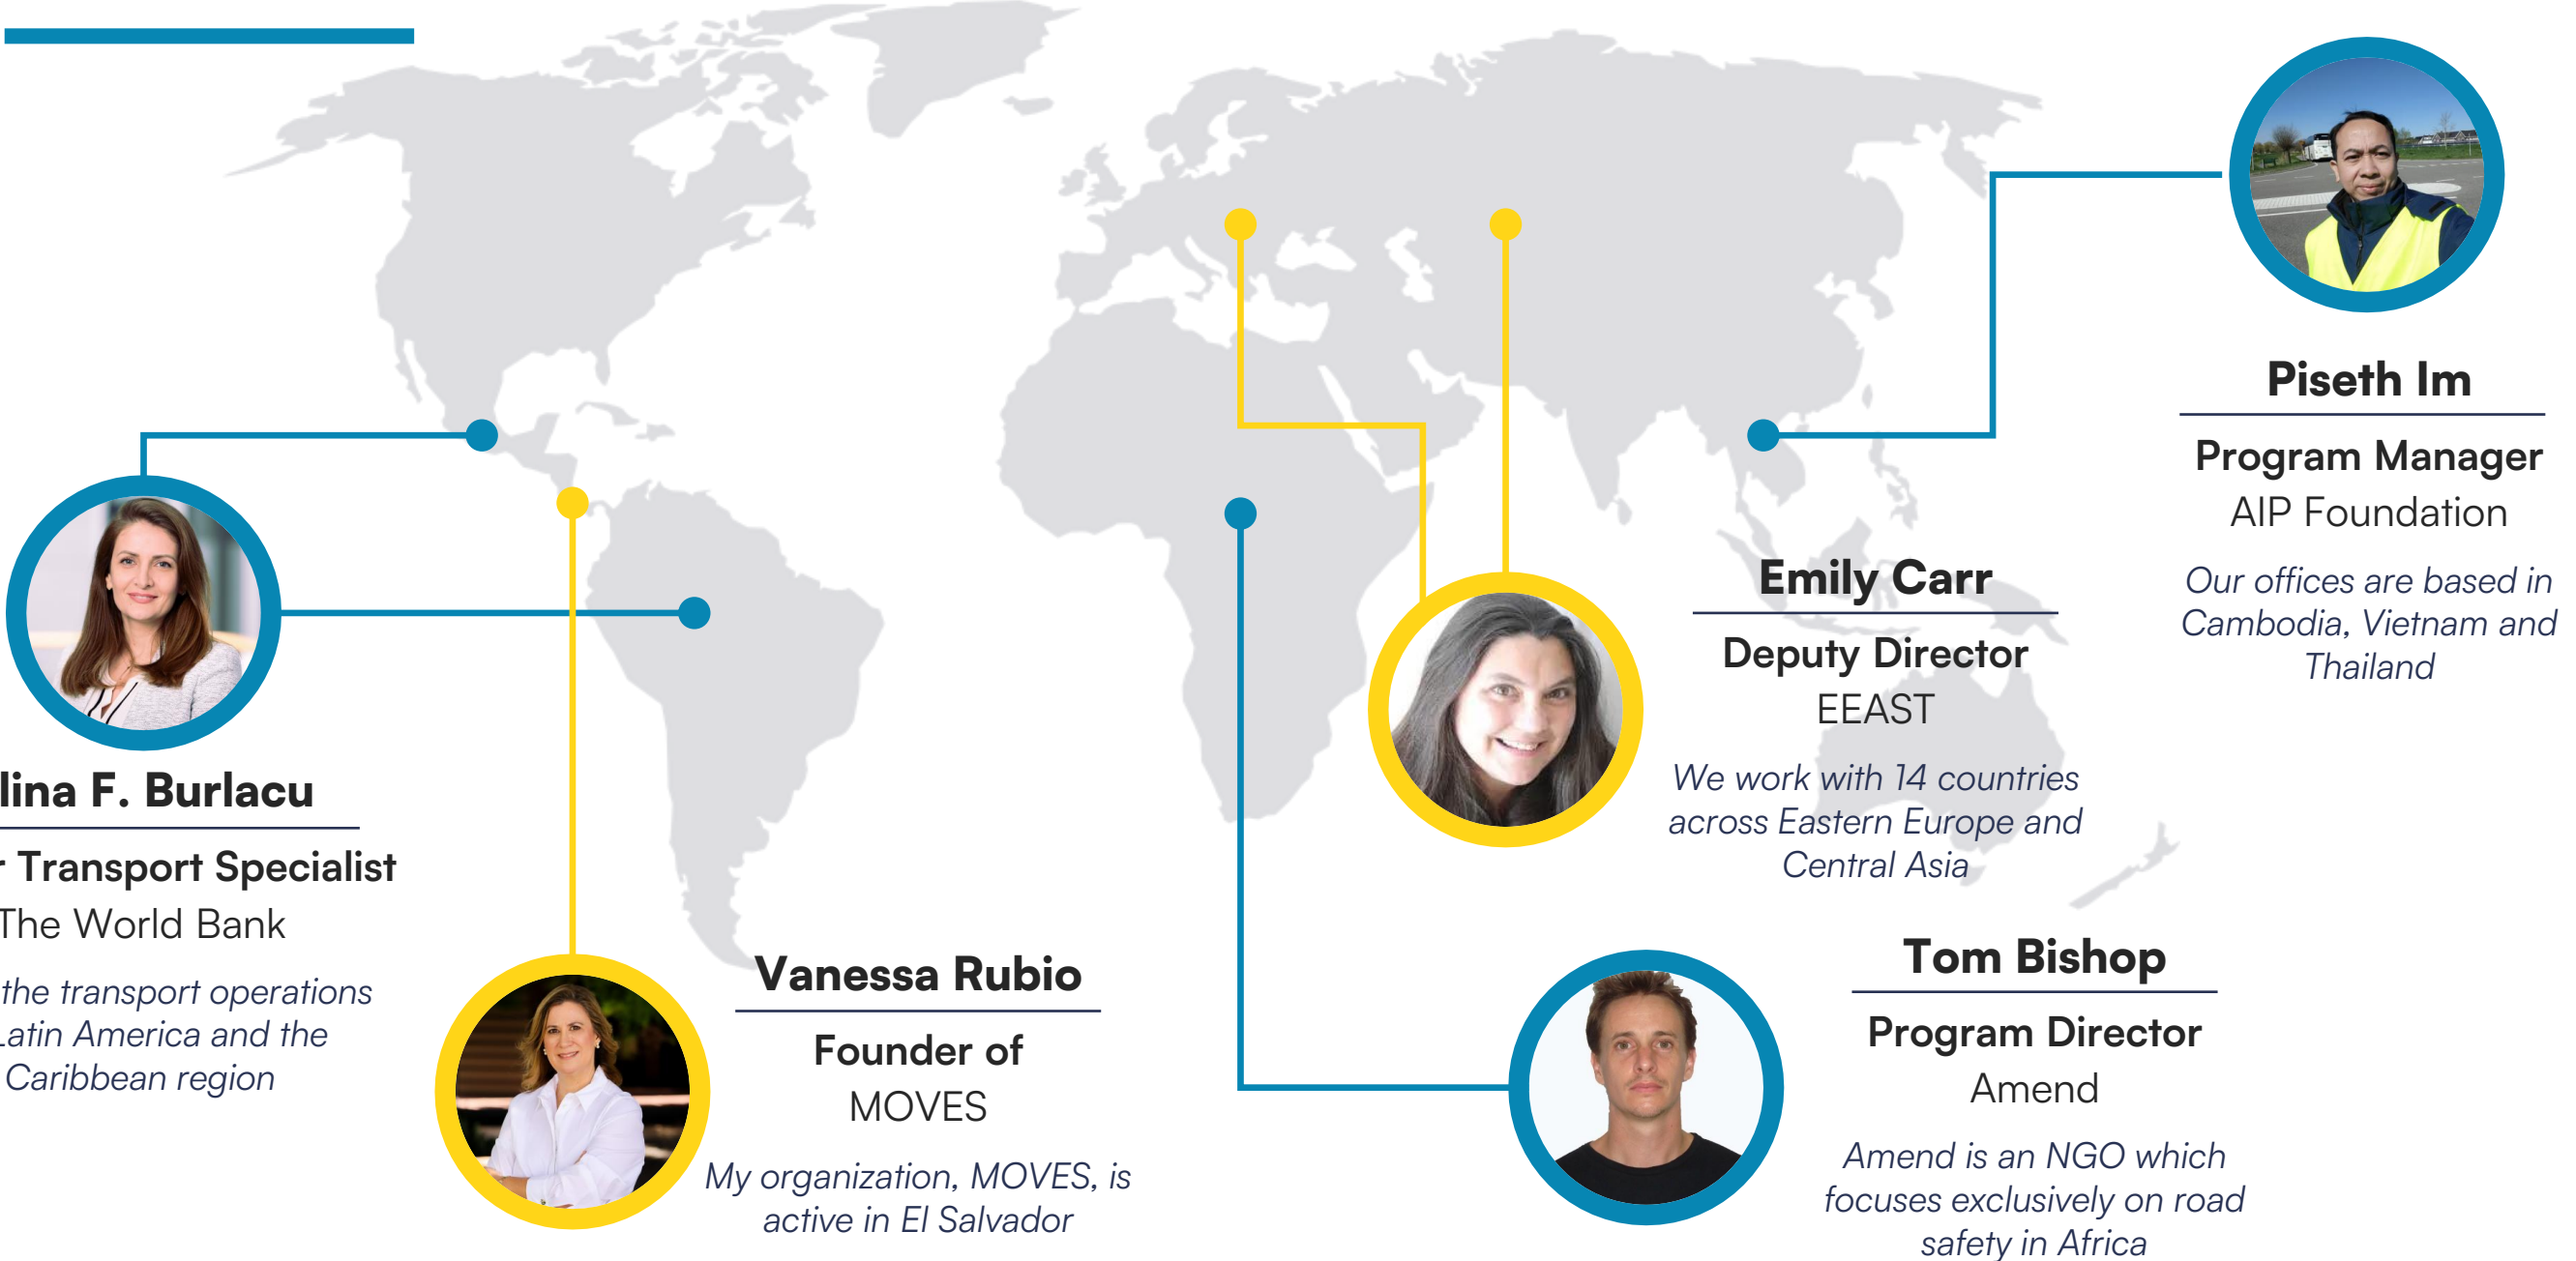 Piseth Im
Program Manager
AIP Foundation
Our offices are based in
Cambodia, Vietnam and
Thailand
Emily Carr
Deputy Director
EEAST
We work with 14 countries
across Eastern Europe and
Central Asia
lina F. Burlacu
r Transport Specialist
The World Bank
the transport operations
Latin America and the
Caribbean region
Vanessa Rubio
Founder of
MOVES
My organization, MOVES, is
active in El Salvador
Tom Bishop
Program Director
Amend
Amend is an NGO which
focuses exclusively on road
safety in Africa